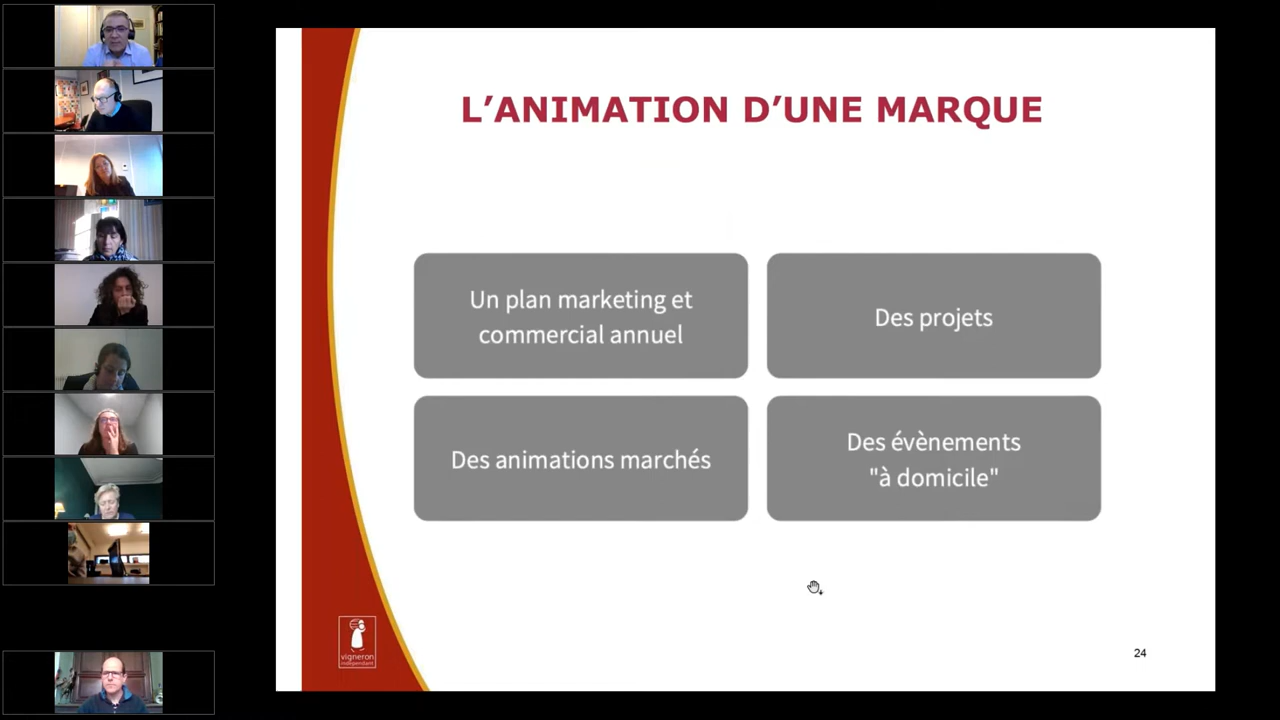 L’ANIMATION D’UNE MARQUE
Un plan marketing et
commercial annuel
Des projets
Des animations marchés
Des évènements
"à domicile"
vigneron
indépendant
24